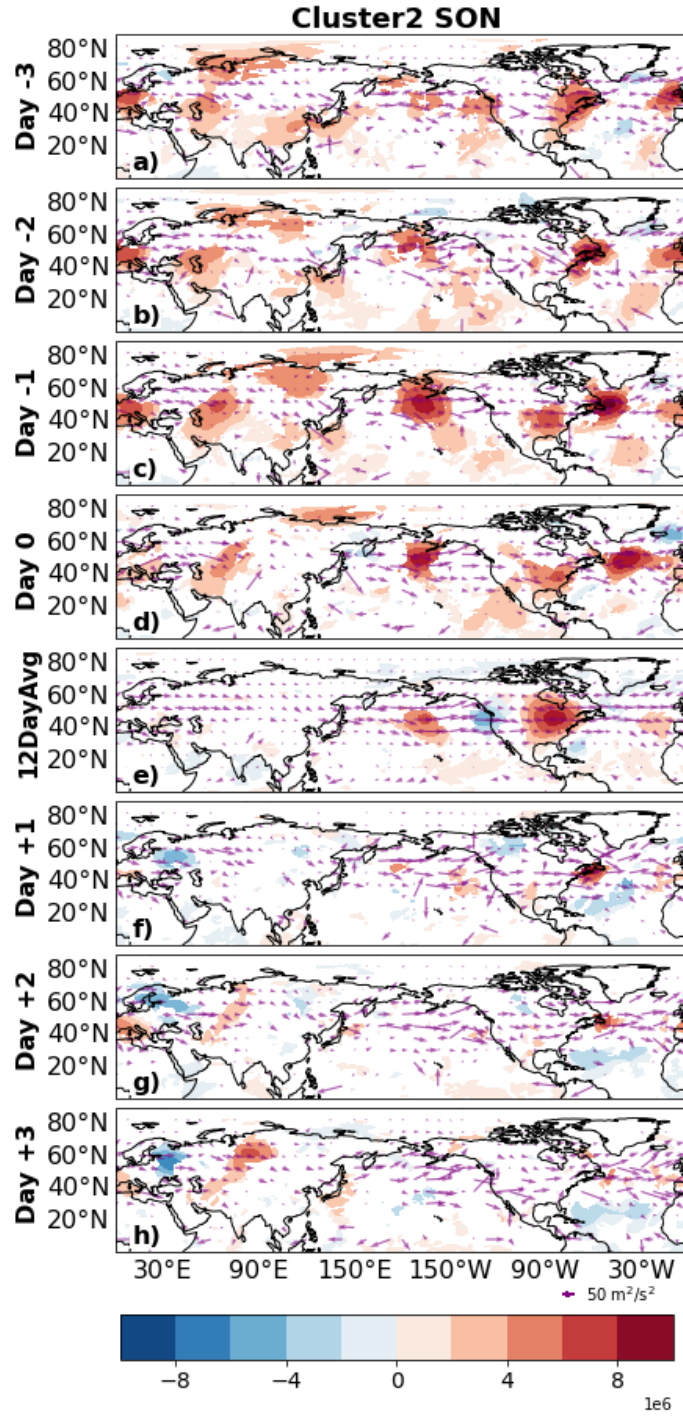 Cluster2 SON
Day -3
80°N
60°N
40°N
20°N
a)
Day -2
80°N
60°N
40°N
20°N
b)
Day -1
80°N
60°N
40°N
20°N
c)
Day 0
80°N
60°N
40°N
20°N
d)
12DayAvg
80°N
60°N
40°N
20°N
e)
Day +1
80°N
60°N
40°N
20°N
f)
Day +2
80°N
60°N
40°N
20°N
g)
Day +3
80°N
60°N
40°N
20°N
h)
30°E 90°E 150°E 150°W 90°W 30°W
50 m²/s²
−8 −4 0 4 8
1e6